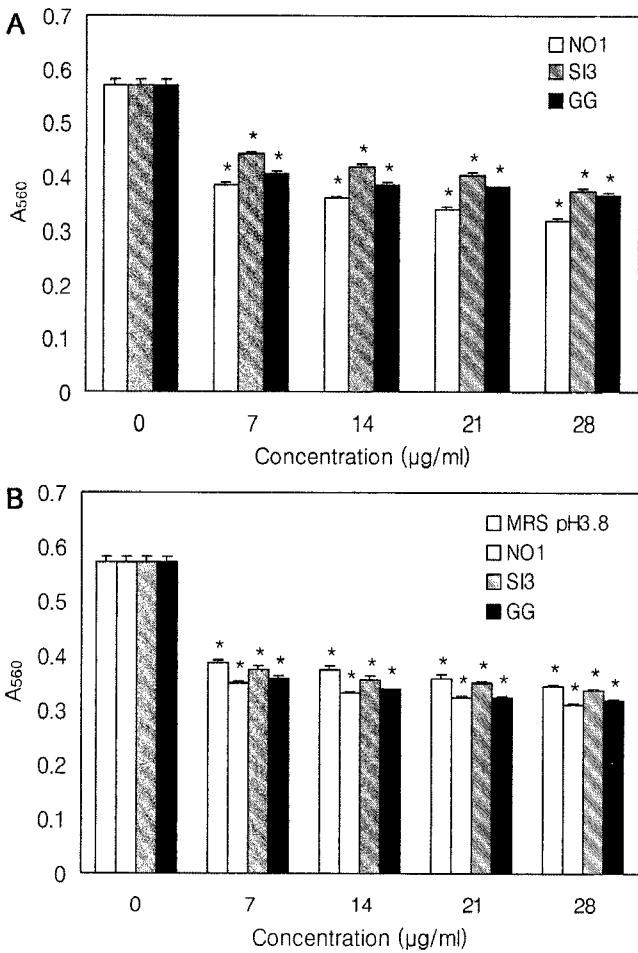 A
0.7
0.6
0.5
0.4
0.3
0.2
0.1
0
A560
NO1
SI3
GG
* * *
* * *
* * *
* * *
0 7 14 21 28
Concentration (µg/ml)
B
0.7
0.6
0.5
0.4
0.3
0.2
0.1
0
A560
MRS pH3.8
NO1
SI3
GG
* * * *
* * * *
* * * *
* * * *
0 7 14 21 28
Concentration (µg/ml)